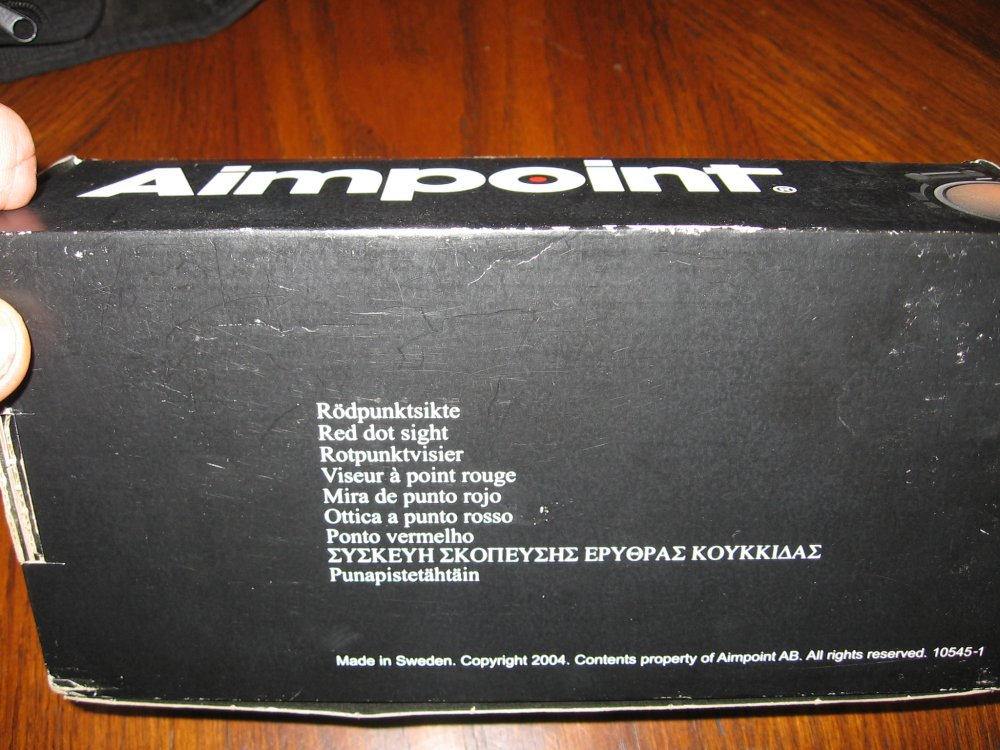 Aimpoint®
Rödpunktsikte
Red dot sight
Rotpunktvisier
Viseur à point rouge
Mira de punto rojo
Ottica a punto rosso
Ponto vermelho
ΣΥΣΚΕΥΗ ΣΚΟΠΕΥΣΗΣ ΕΡΥΘΡΑΣ ΚΟΥΚΚΙΔΑΣ
Punapistetähtäin
Made in Sweden. Copyright 2004. Contents property of Aimpoint AB. All rights reserved. 10545-1